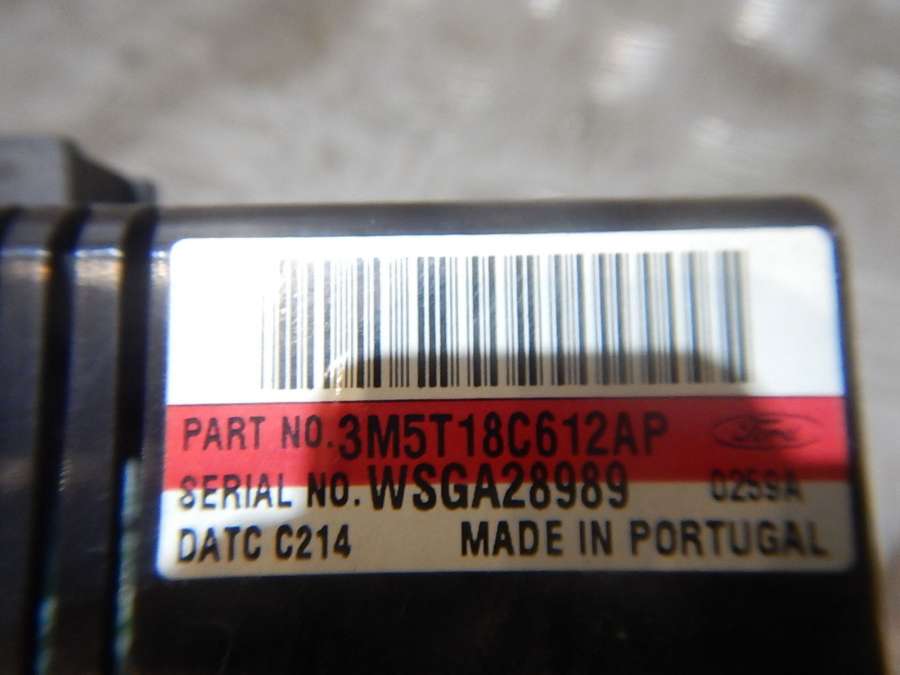 PART NO. 3M5T18C612AP Ford
SERIAL NO. WSGA28989 0259A
DATC C214 MADE IN PORTUGAL